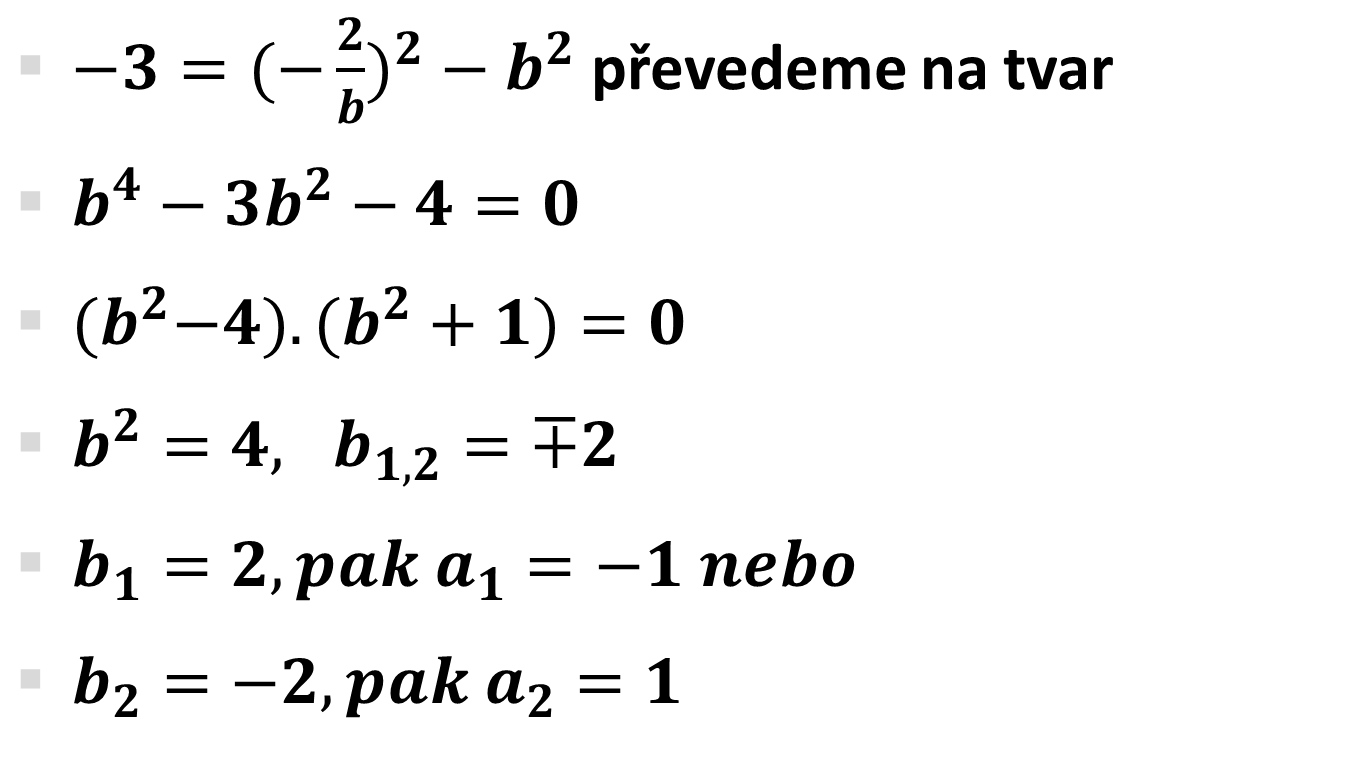 −3 = (−2/b)² − b² převedeme na tvar
b⁴ − 3b² − 4 = 0
(b²−4).(b² + 1) = 0
b² = 4, b₁,₂ = ∓2
b₁ = 2, pak a₁ = −1 nebo
b₂ = −2, pak a₂ = 1